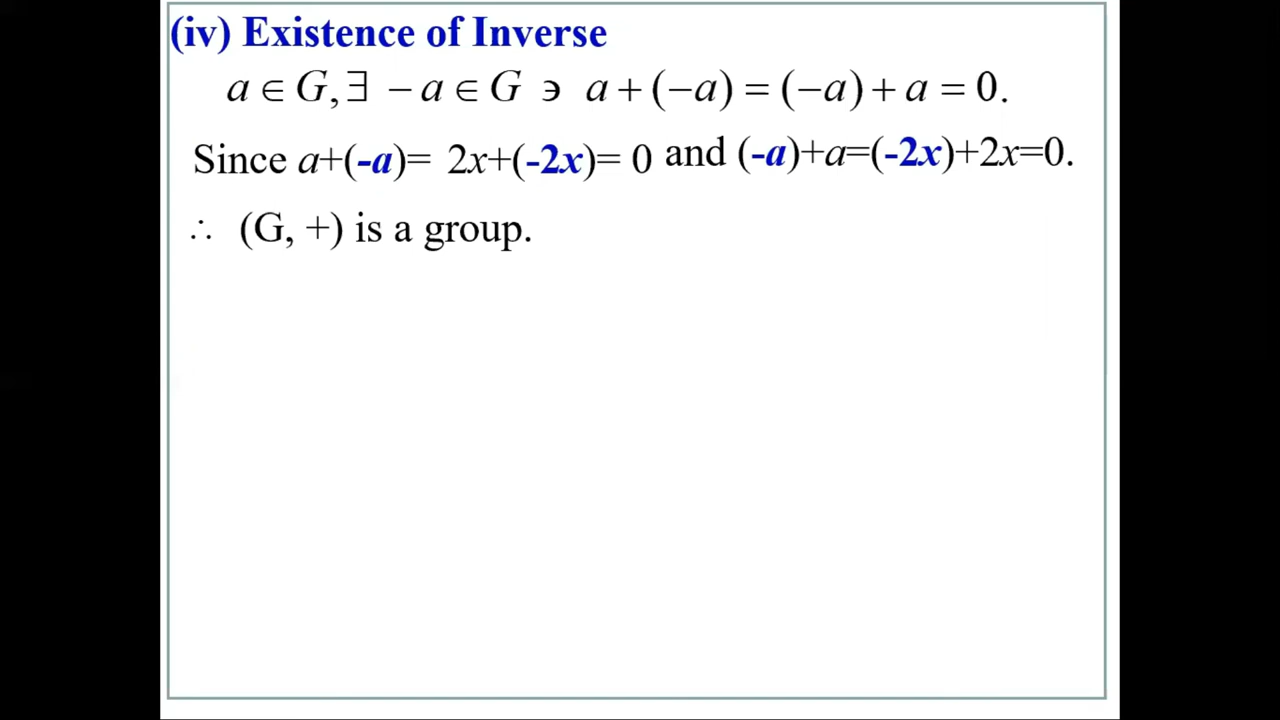 (iv) Existence of Inverse
a ∈ G, ∃ −a ∈ G ∍ a + (−a) = (−a) + a = 0.
Since a+(-a)= 2x+(-2x)= 0 and (-a)+a=(-2x)+2x=0.
∴ (G, +) is a group.